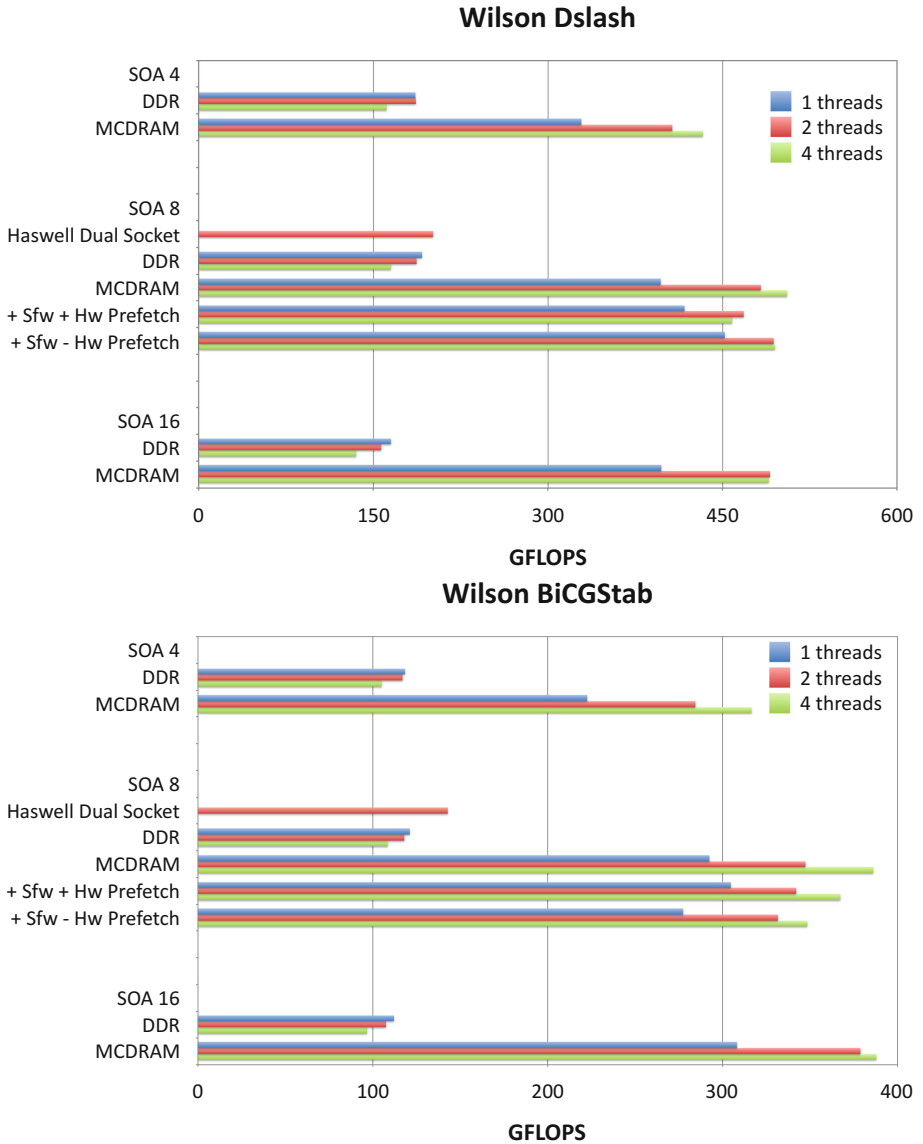 Wilson Dslash
SOA 4
DDR
MCDRAM
SOA 8
Haswell Dual Socket
DDR
MCDRAM
+ Sfw + Hw Prefetch
+ Sfw - Hw Prefetch
SOA 16
DDR
MCDRAM
1 threads
2 threads
4 threads
0 150 300 450 600
GFLOPS
Wilson BiCGStab
SOA 4
DDR
MCDRAM
SOA 8
Haswell Dual Socket
DDR
MCDRAM
+ Sfw + Hw Prefetch
+ Sfw - Hw Prefetch
SOA 16
DDR
MCDRAM
1 threads
2 threads
4 threads
0 100 200 300 400
GFLOPS